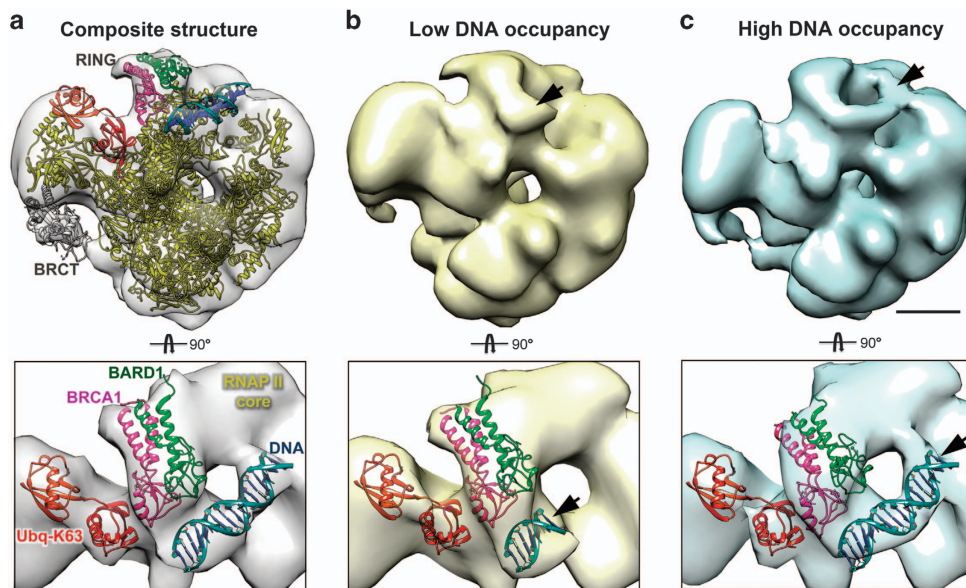 a
Composite structure
RING
BRCT
90°
BARD1
BRCA1
RNAP II
core
DNA
Ubq-K63
b
Low DNA occupancy
90°
c
High DNA occupancy
90°